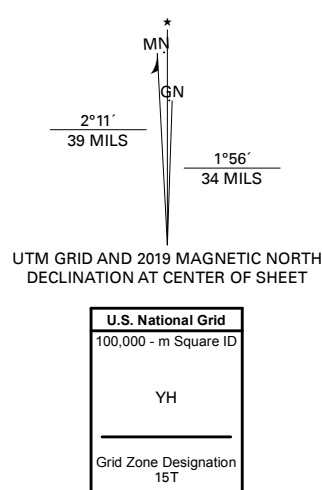 MN
GN
2°11´
39 MILS
1°56´
34 MILS
UTM GRID AND 2019 MAGNETIC NORTH
DECLINATION AT CENTER OF SHEET
U.S. National Grid
100,000 - m Square ID
YH
Grid Zone Designation
15T